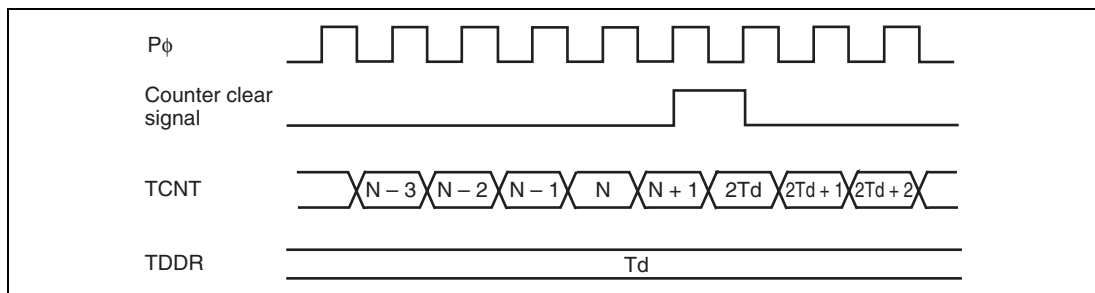 Pϕ
Counter clear
signal
TCNT
N – 3 N – 2 N – 1 N N + 1 2Td 2Td + 1 2Td + 2
TDDR
Td